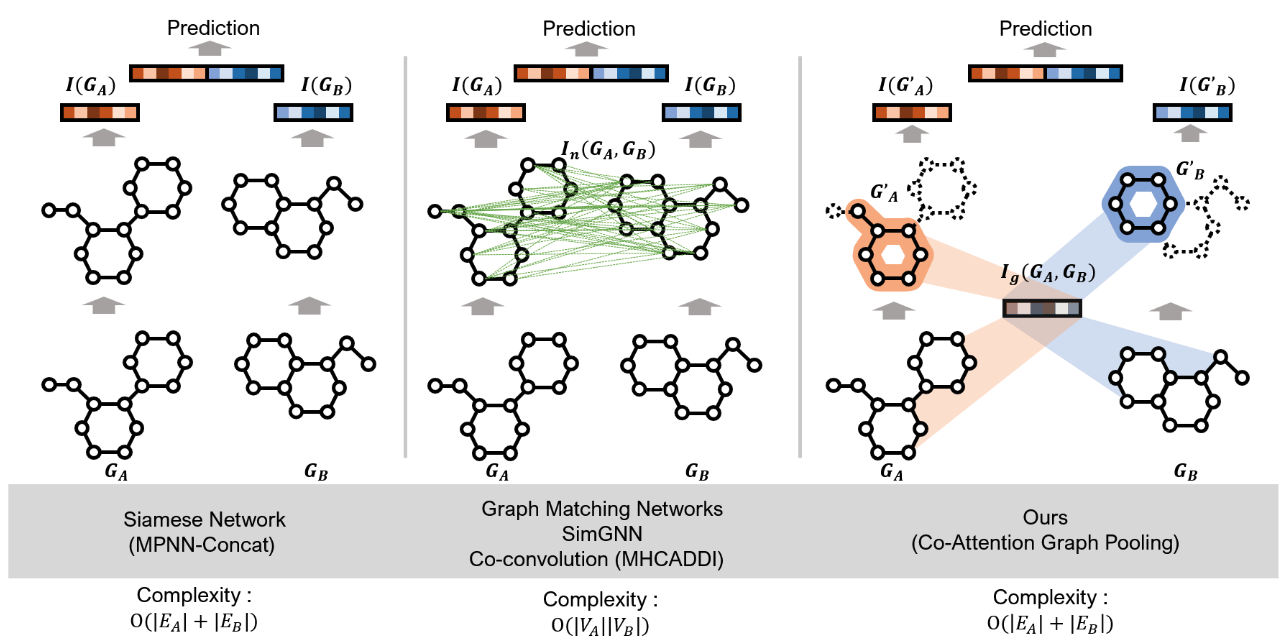 Prediction
I(G_A)
I(G_B)
G_A
G_B
Siamese Network
(MPNN-Concat)
Complexity :
O(|E_A| + |E_B|)
Prediction
I(G_A)
I(G_B)
I_n(G_A, G_B)
G_A
G_B
Graph Matching Networks
SimGNN
Co-convolution (MHCADDI)
Complexity :
O(|V_A||V_B|)
Prediction
I(G'_A)
I(G'_B)
G'_A
G'_B
I_g(G_A, G_B)
G_A
G_B
Ours
(Co-Attention Graph Pooling)
Complexity :
O(|E_A| + |E_B|)